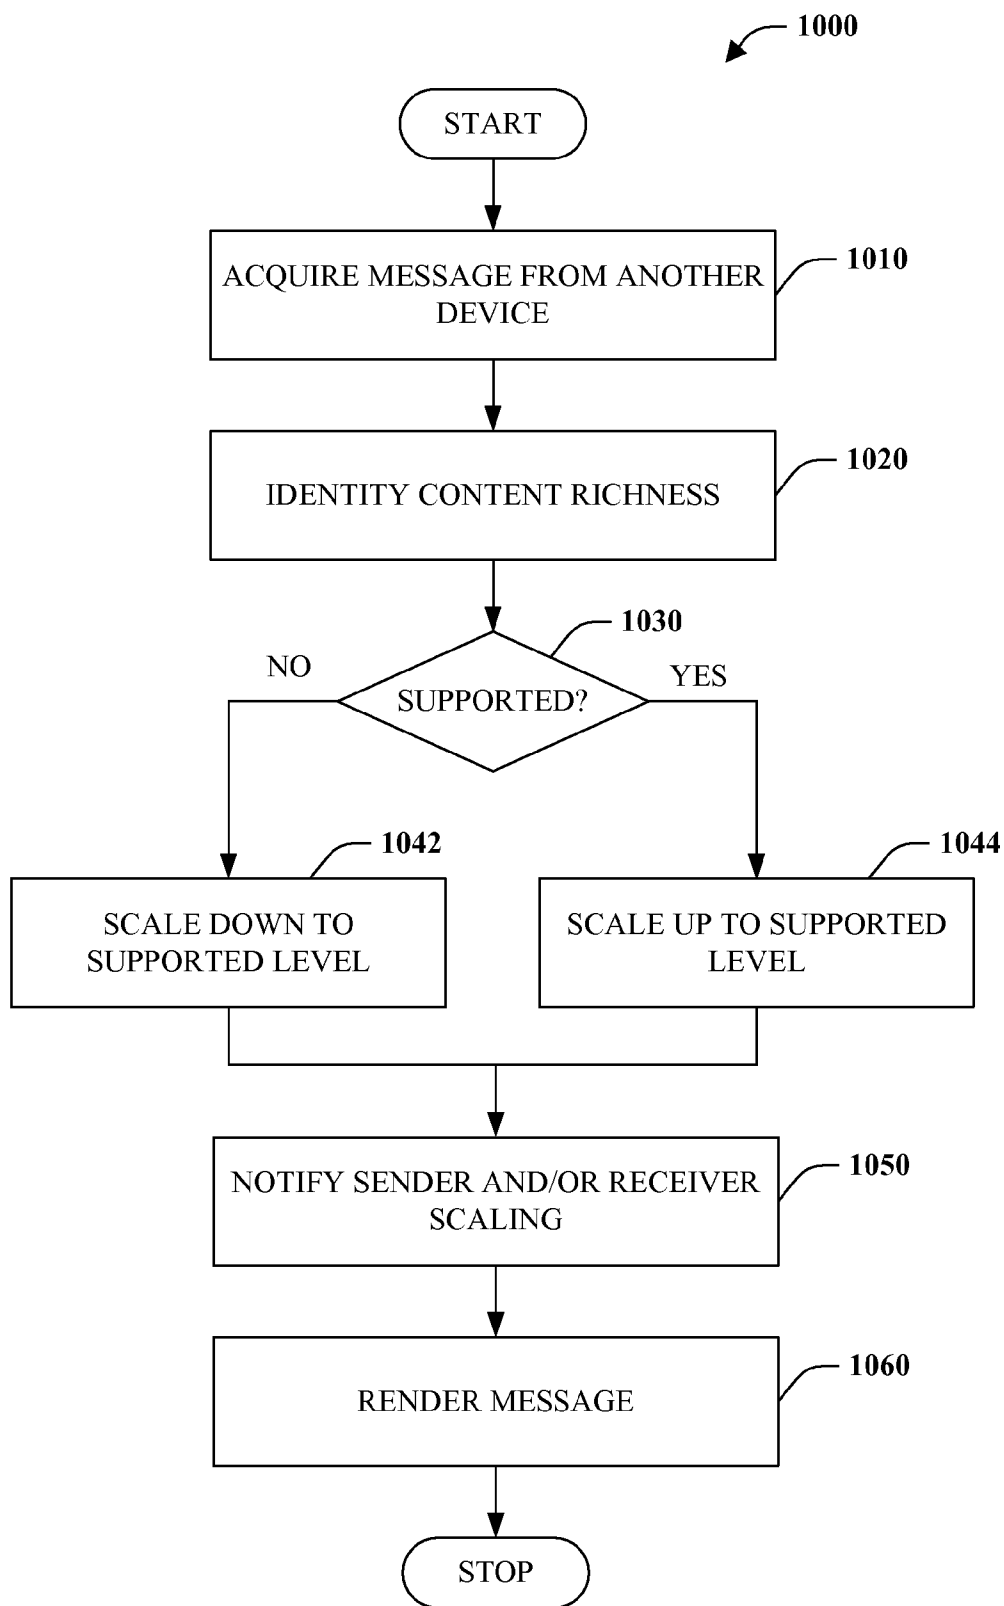 1000
START
ACQUIRE MESSAGE FROM ANOTHER
DEVICE
1010
IDENTITY CONTENT RICHNESS
1020
1030
NO
SUPPORTED?
YES
1042
1044
SCALE DOWN TO
SUPPORTED LEVEL
SCALE UP TO SUPPORTED
LEVEL
NOTIFY SENDER AND/OR RECEIVER
SCALING
1050
RENDER MESSAGE
1060
STOP